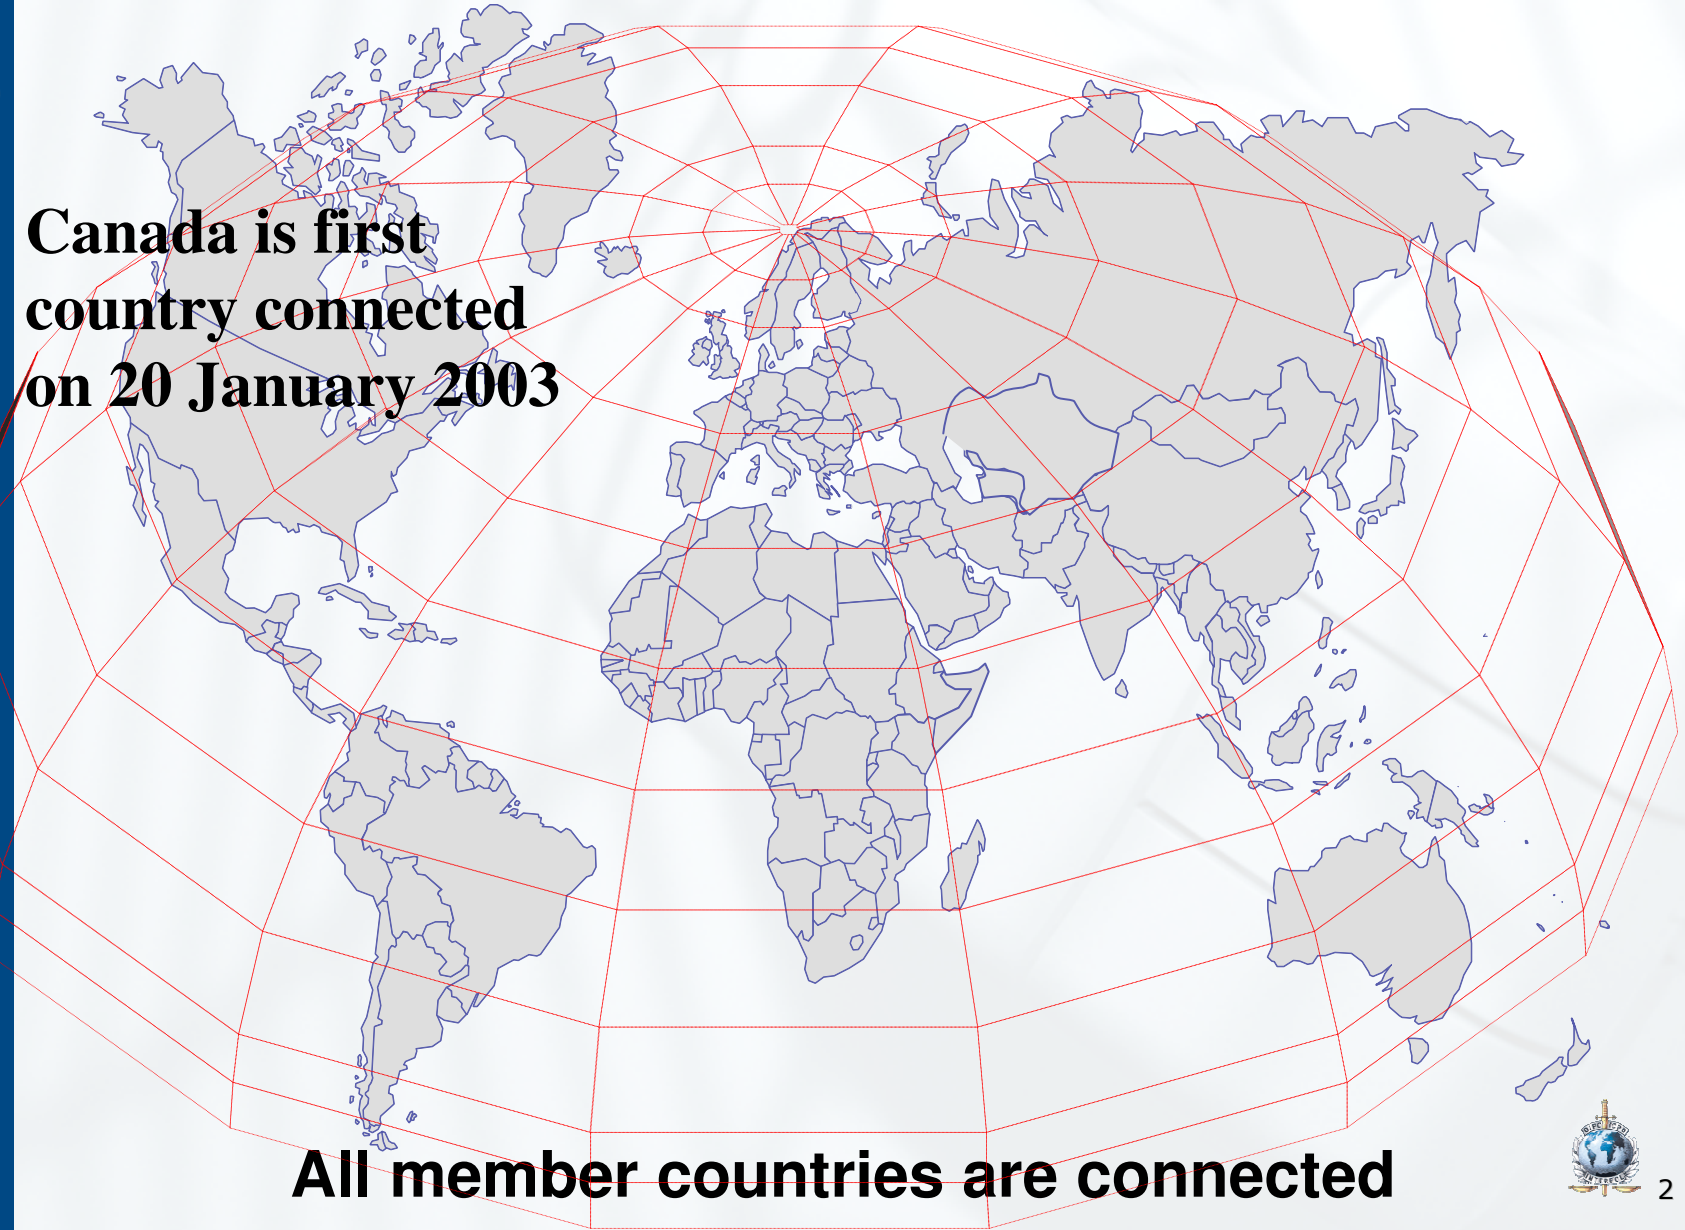 Canada is first
country connected
on 20 January 2003
All member countries are connected
2